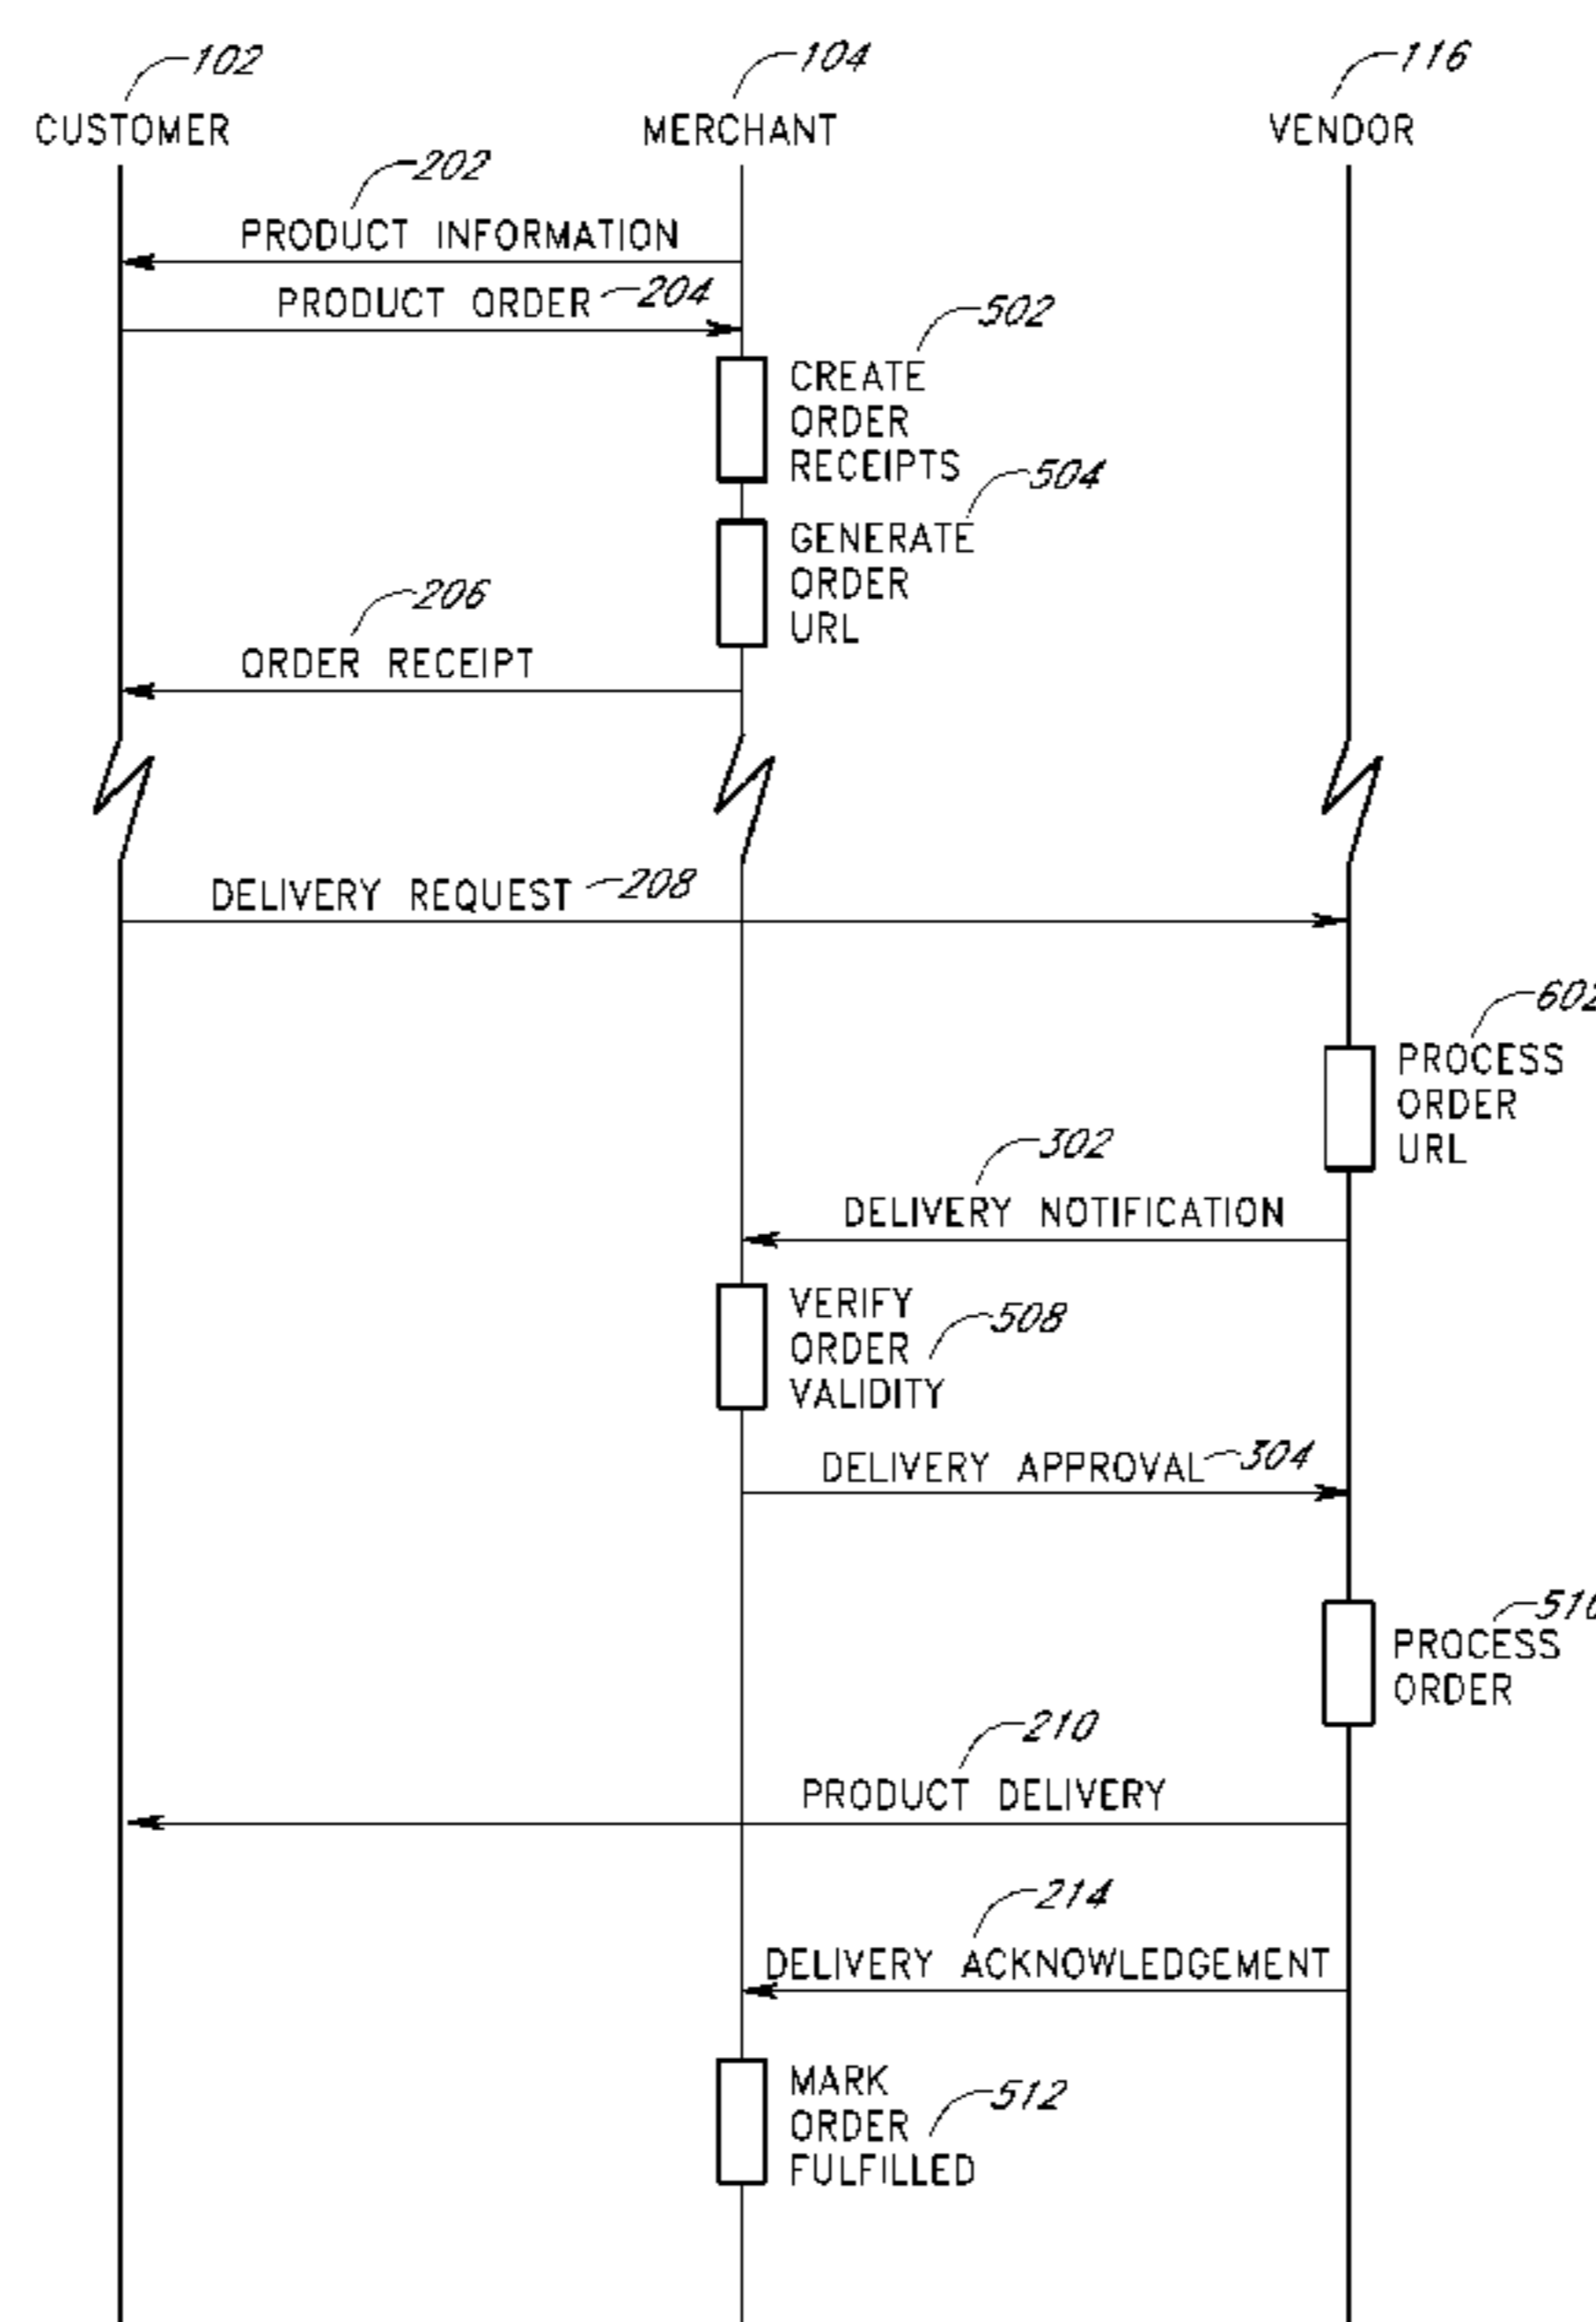 102 104 116
CUSTOMER MERCHANT VENDOR
202
PRODUCT INFORMATION
PRODUCT ORDER 204
502
CREATE
ORDER
RECEIPTS
504
GENERATE
ORDER
URL
206
ORDER RECEIPT
DELIVERY REQUEST 208
602
PROCESS
ORDER
URL
302
DELIVERY NOTIFICATION
VERIFY
ORDER 508
VALIDITY
DELIVERY APPROVAL 304
PROCESS
ORDER
210
PRODUCT DELIVERY
214
DELIVERY ACKNOWLEDGEMENT
MARK
ORDER 512
FULFILLED